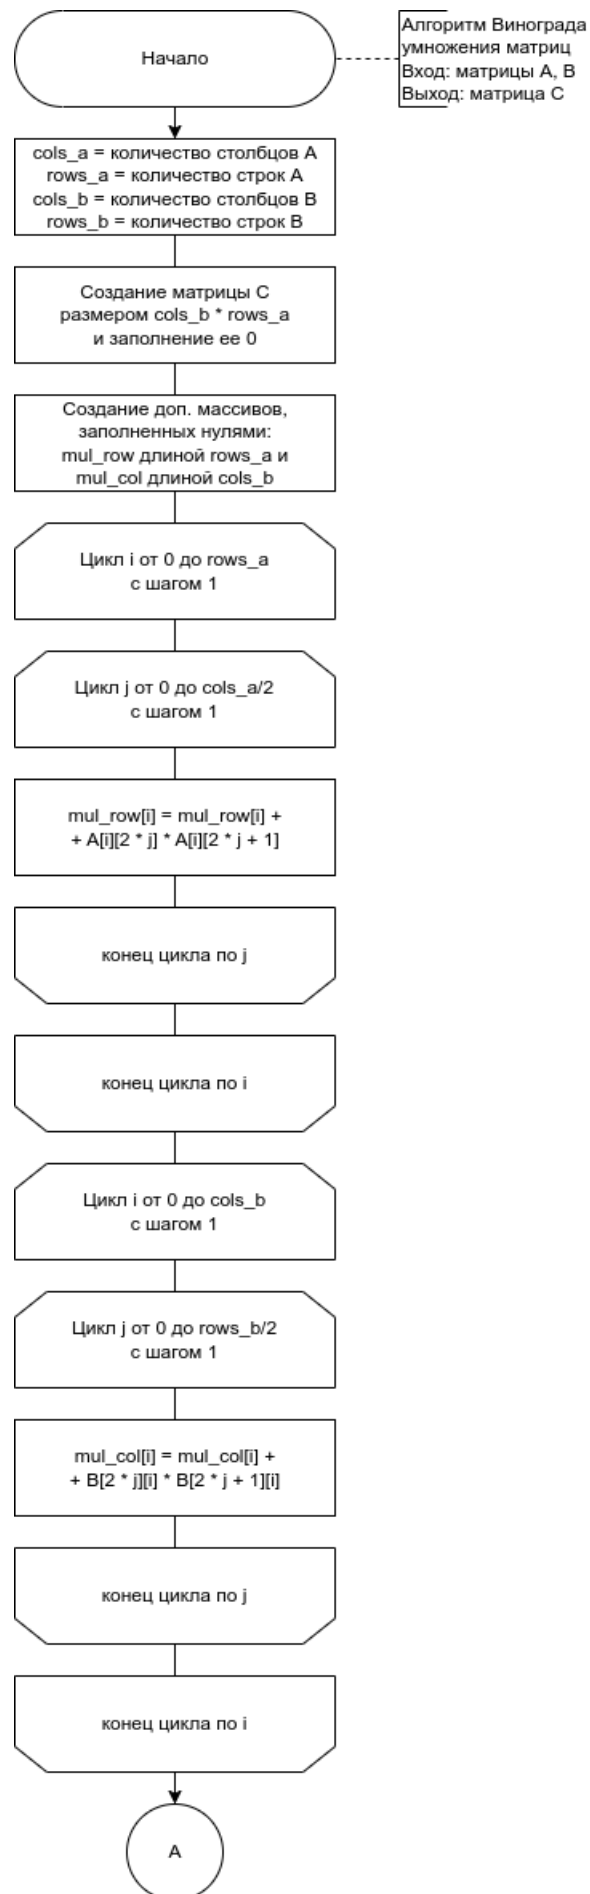 Начало
Алгоритм Винограда
умножения матриц
Вход: матрицы A, B
Выход: матрица C
cols_a = количество столбцов A
rows_a = количество строк A
cols_b = количество столбцов B
rows_b = количество строк B
Создание матрицы C
размером cols_b * rows_a
и заполнение ее 0
Создание доп. массивов,
заполненных нулями:
mul_row длиной rows_a и
mul_col длиной cols_b
Цикл i от 0 до rows_a
с шагом 1
Цикл j от 0 до cols_a/2
с шагом 1
mul_row[i] = mul_row[i] +
+ A[i][2 * j] * A[i][2 * j + 1]
конец цикла по j
конец цикла по i
Цикл i от 0 до cols_b
с шагом 1
Цикл j от 0 до rows_b/2
с шагом 1
mul_col[i] = mul_col[i] +
+ B[2 * j][i] * B[2 * j + 1][i]
конец цикла по j
конец цикла по i
A